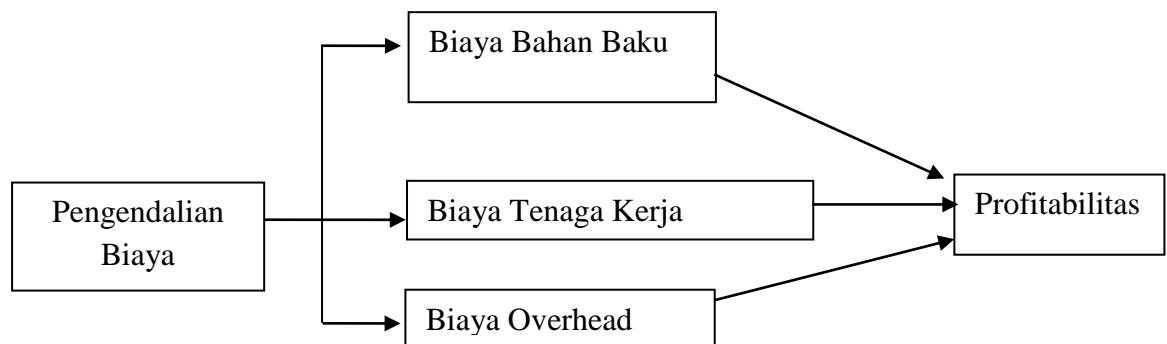 Biaya Bahan Baku
Pengendalian
Biaya
Biaya Tenaga Kerja
Profitabilitas
Biaya Overhead